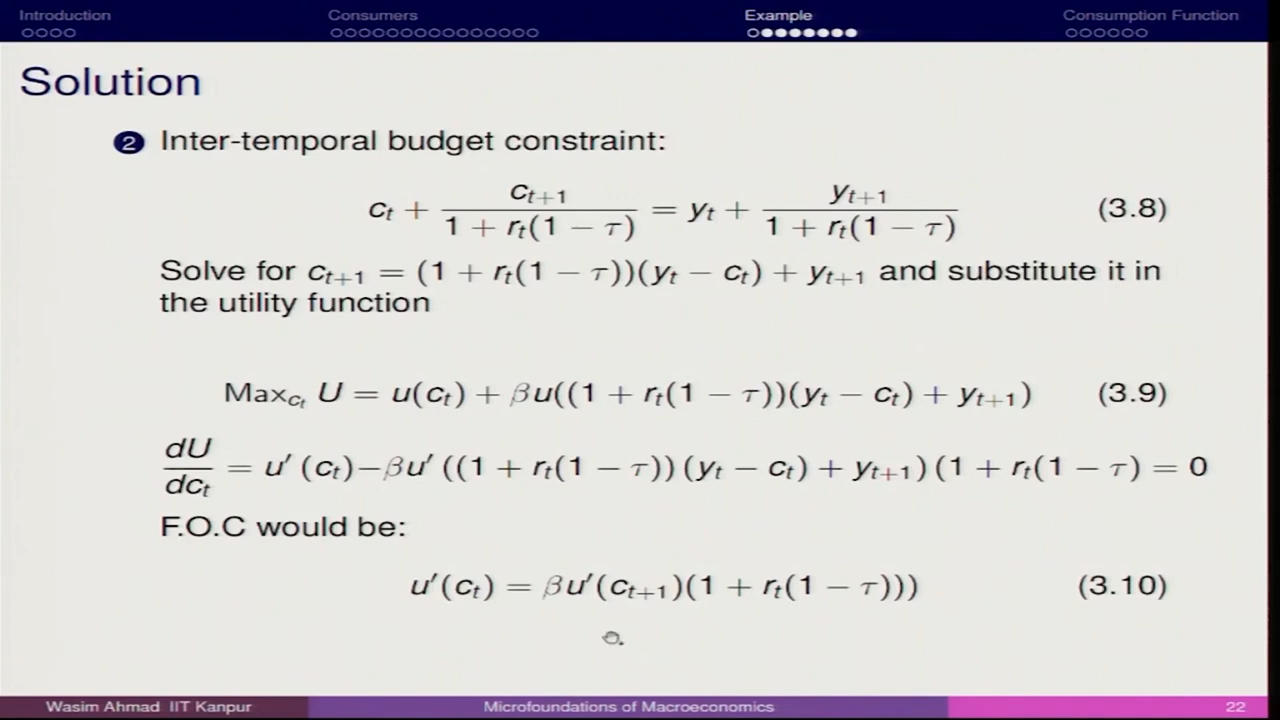 Introduction Consumers Example Consumption Function
Solution
2 Inter-temporal budget constraint:
c_t + \frac{c_{t+1}}{1 + r_t(1 − τ)} = y_t + \frac{y_{t+1}}{1 + r_t(1 − τ)} (3.8)
Solve for c_{t+1} = (1 + r_t(1 − τ))(y_t − c_t) + y_{t+1} and substitute it in
the utility function
Max_{c_t} U = u(c_t) + βu((1 + r_t(1 − τ))(y_t − c_t) + y_{t+1}) (3.9)
\frac{dU}{dc_t} = u′ (c_t)−βu′ ((1 + r_t(1 − τ)) (y_t − c_t) + y_{t+1}) (1 + r_t(1 − τ) = 0
F.O.C would be:
u′(c_t) = βu′(c_{t+1})(1 + r_t(1 − τ))) (3.10)
Wasim Ahmad IIT Kanpur Microfoundations of Macroeconomics 22